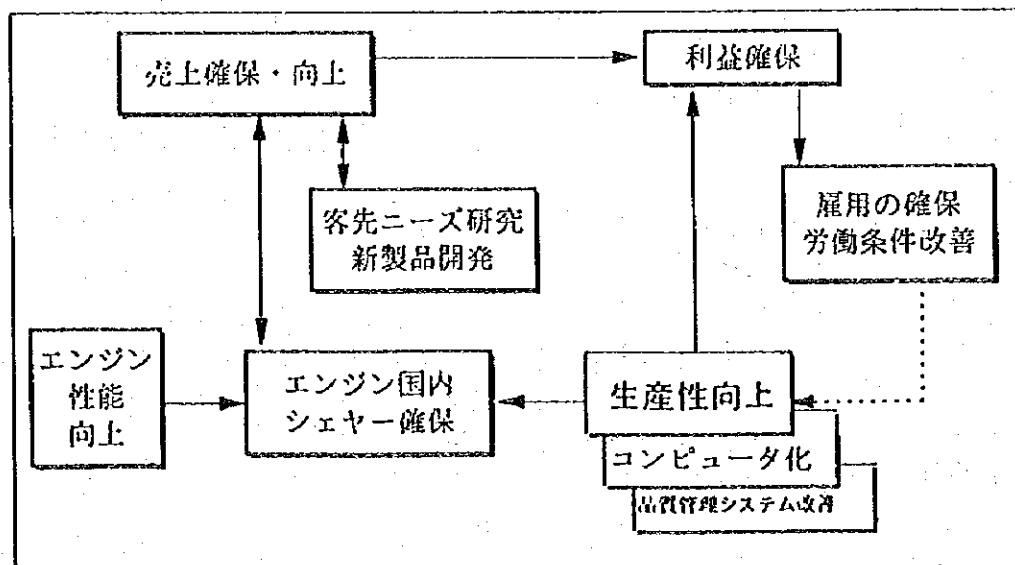 売上確保・向上
利益確保
客先ニーズ研究
新製品開発
雇用の確保
労働条件改善
エンジン
性能
向上
エンジン国内
シェヤー確保
生産性向上
コンピュータ化
品質管理システム改善